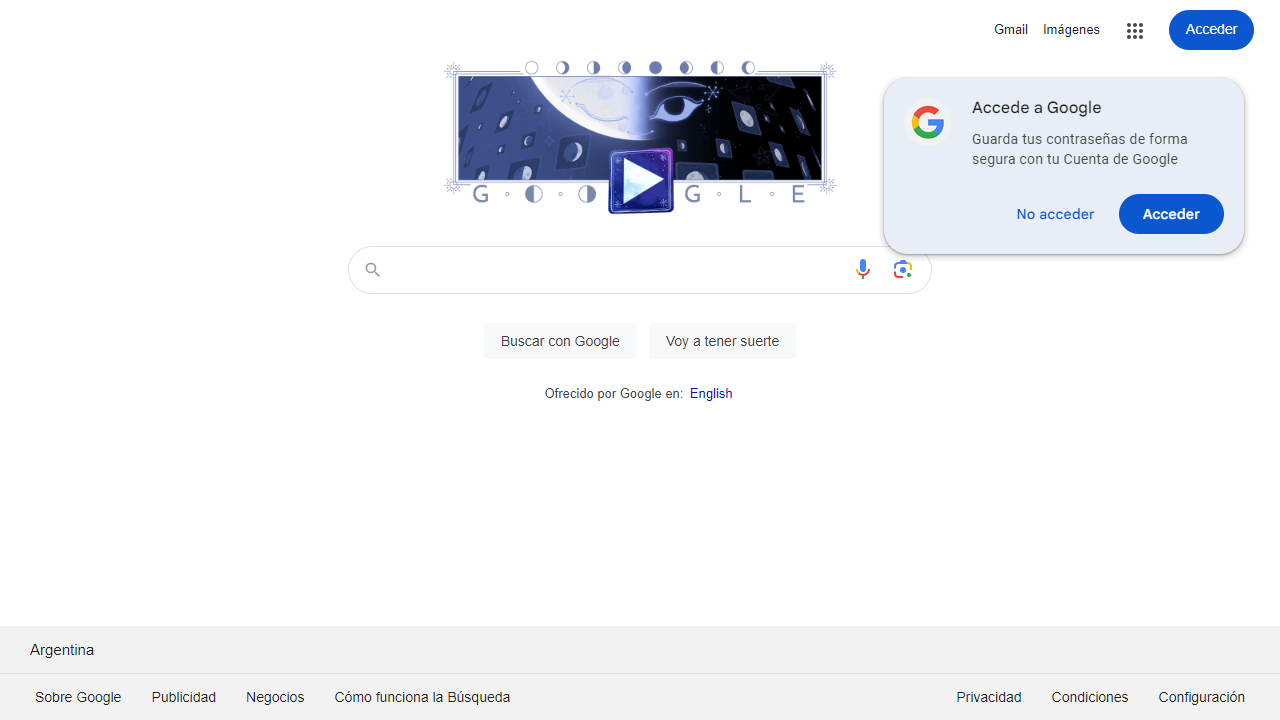 Gmail
Imágenes
Acceder
G
G L E
Accede a Google
Guarda tus contraseñas de forma
segura con tu Cuenta de Google
No acceder
Acceder
Buscar con Google
Voy a tener suerte
Ofrecido por Google en: English
Argentina
Sobre Google
Publicidad
Negocios
Cómo funciona la Búsqueda
Privacidad
Condiciones
Configuración